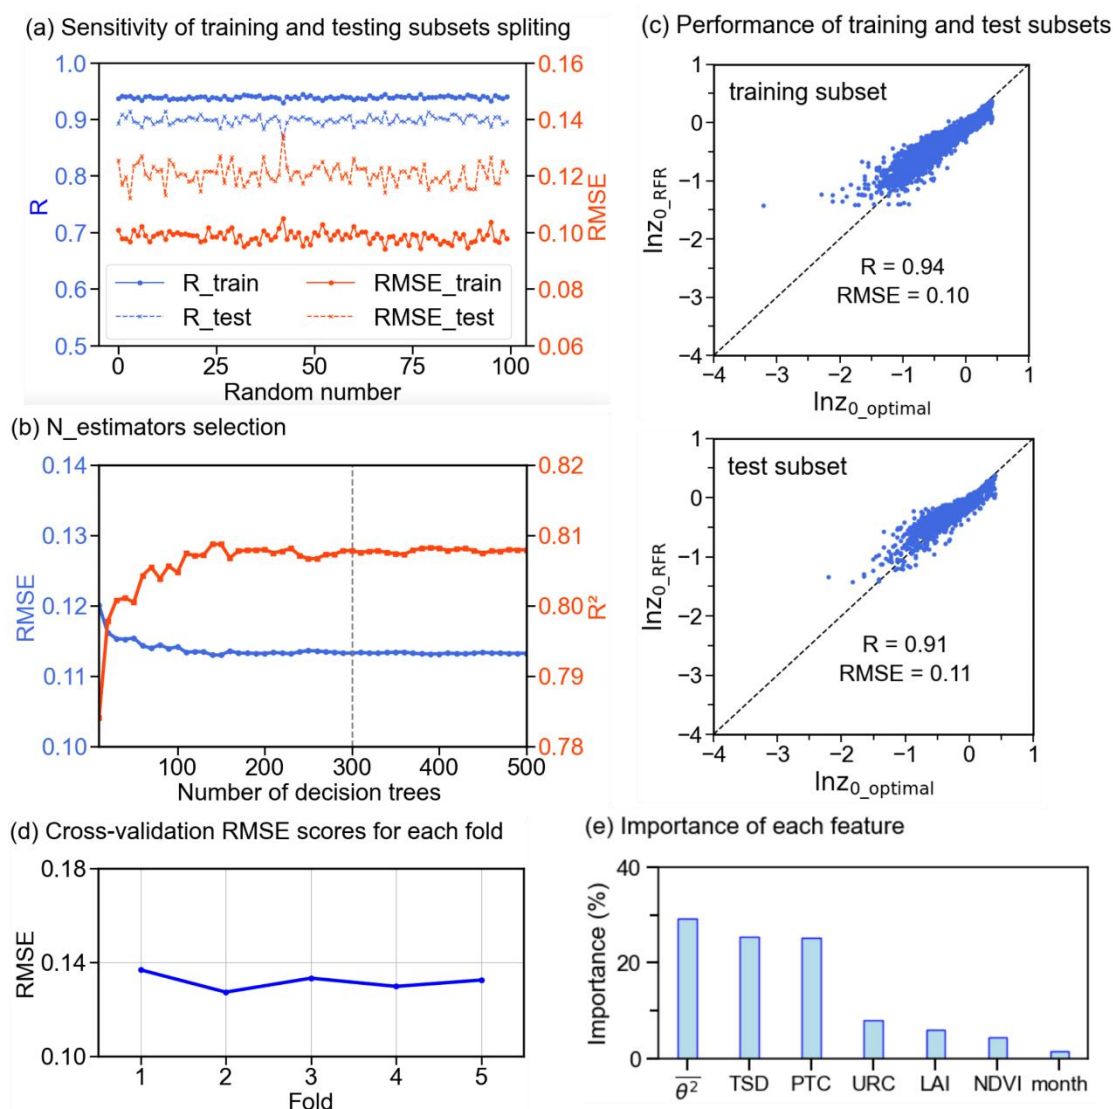 (a) Sensitivity of training and testing subsets spliting
1.0
0.9
0.8
0.7
0.6
0.5
R
0.16
0.14
0.12
0.10
0.08
0.06
RMSE
R_train
RMSE_train
R_test
RMSE_test
0 25 50 75 100
Random number
(b) N_estimators selection
0.14
0.13
0.12
0.11
0.10
RMSE
0.82
0.81
0.80
0.79
0.78
R²
100 200 300 400 500
Number of decision trees
(c) Performance of training and test subsets
training subset
1
0
−1
−2
−3
−4
lnz0_RFR
R = 0.94
RMSE = 0.10
−4 −3 −2 −1 0 1
lnz0_optimal
test subset
1
0
−1
−2
−3
−4
lnz0_RFR
R = 0.91
RMSE = 0.11
−4 −3 −2 −1 0 1
lnz0_optimal
(d) Cross-validation RMSE scores for each fold
0.18
0.14
0.10
RMSE
1 2 3 4 5
Fold
(e) Importance of each feature
40
20
0
Importance (%)
θ² TSD PTC URC LAI NDVI month